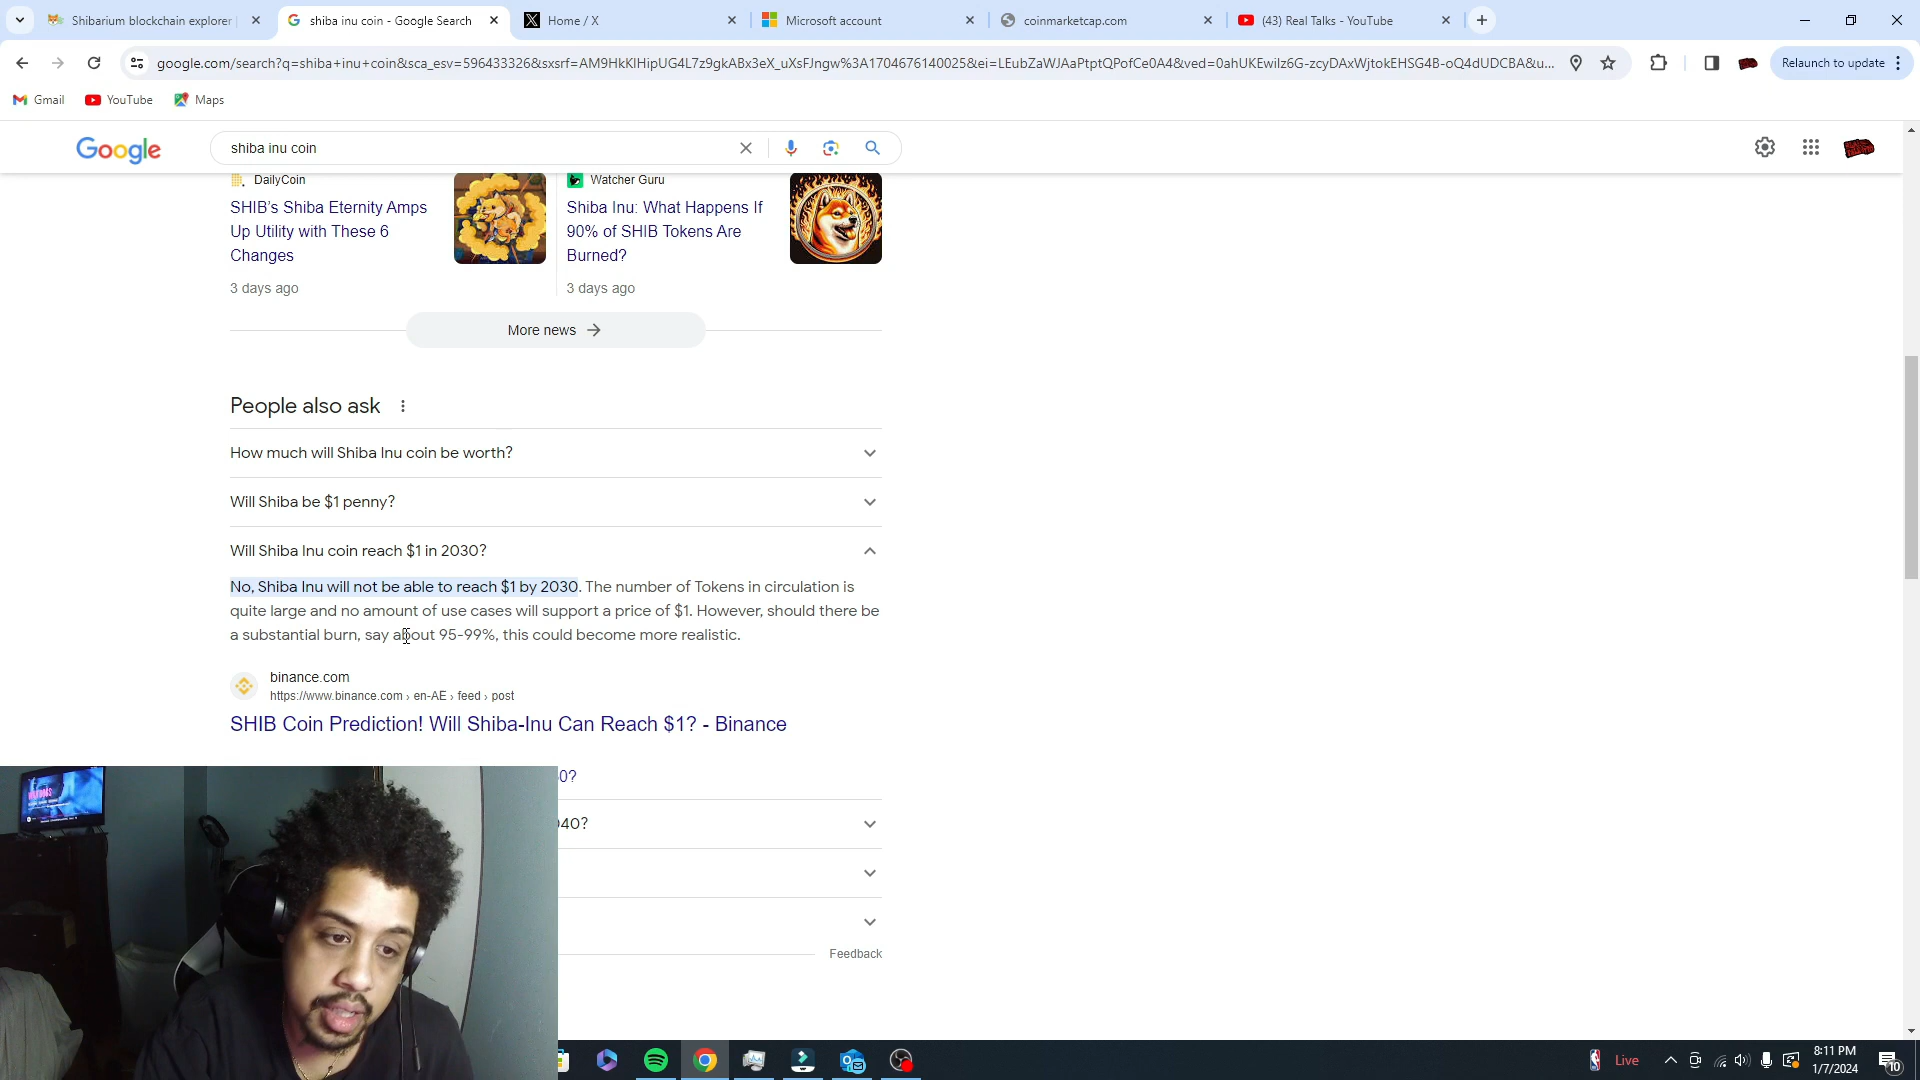 Shibarium blockchain explorer
shiba inu coin - Google Search
Home / X
Microsoft account
coinmarketcap.com
(43) Real Talks - YouTube
google.com/search?q=shiba+inu+coin&sca_esv=596433326&sxsrf=AM9HkKlHipUG4L7z9gkABx3eX_uXsFJngw%3A1704676140025&ei=LEubZaWJAaPtptQPofCe0A4&ved=0ahUKEwilz6G-zcyDAxWjtokEHSG4B-oQ4dUDCBA&u...
Relaunch to update
Gmail
YouTube
Maps
Google
shiba inu coin
DailyCoin
SHIB's Shiba Eternity Amps
Up Utility with These 6
Changes
3 days ago
Watcher Guru
Shiba Inu: What Happens If
90% of SHIB Tokens Are
Burned?
3 days ago
More news
People also ask
How much will Shiba Inu coin be worth?
Will Shiba be $1 penny?
Will Shiba Inu coin reach $1 in 2030?
No, Shiba Inu will not be able to reach $1 by 2030. The number of Tokens in circulation is
quite large and no amount of use cases will support a price of $1. However, should there be
a substantial burn, say about 95-99%, this could become more realistic.
binance.com
https://www.binance.com › en-AE › feed › post
SHIB Coin Prediction! Will Shiba-Inu Can Reach $1? - Binance
0?
40?
Feedback
Live
8:11 PM
1/7/2024
10